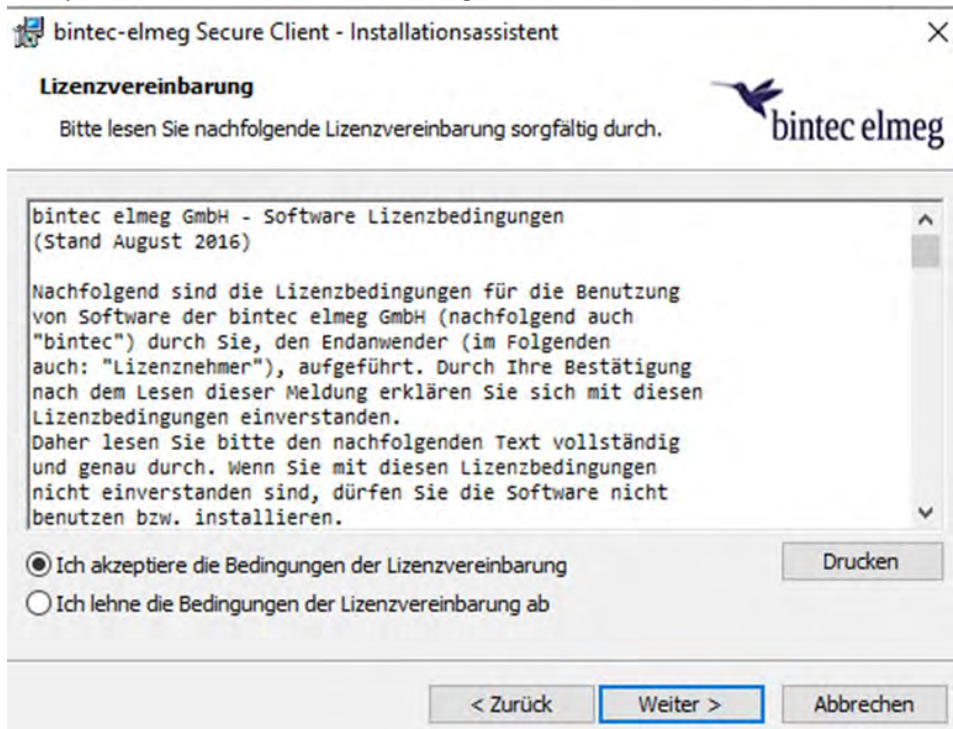 bintec-elmeg Secure Client - Installationsassistent
Lizenzvereinbarung
Bitte lesen Sie nachfolgende Lizenzvereinbarung sorgfältig durch.
bintec elmeg
bintec elmeg GmbH - Software Lizenzbedingungen
(Stand August 2016)
Nachfolgend sind die Lizenzbedingungen für die Benutzung
von Software der bintec elmeg GmbH (nachfolgend auch
"bintec") durch Sie, den Endanwender (im Folgenden
auch: "Lizenznehmer"), aufgeführt. Durch Ihre Bestätigung
nach dem Lesen dieser Meldung erklären Sie sich mit diesen
Lizenzbedingungen einverstanden.
Daher lesen Sie bitte den nachfolgenden Text vollständig
und genau durch. Wenn Sie mit diesen Lizenzbedingungen
nicht einverstanden sind, dürfen Sie die Software nicht
benutzen bzw. installieren.
Ich akzeptiere die Bedingungen der Lizenzvereinbarung
Drucken
Ich lehne die Bedingungen der Lizenzvereinbarung ab
< Zurück
Weiter >
Abbrechen